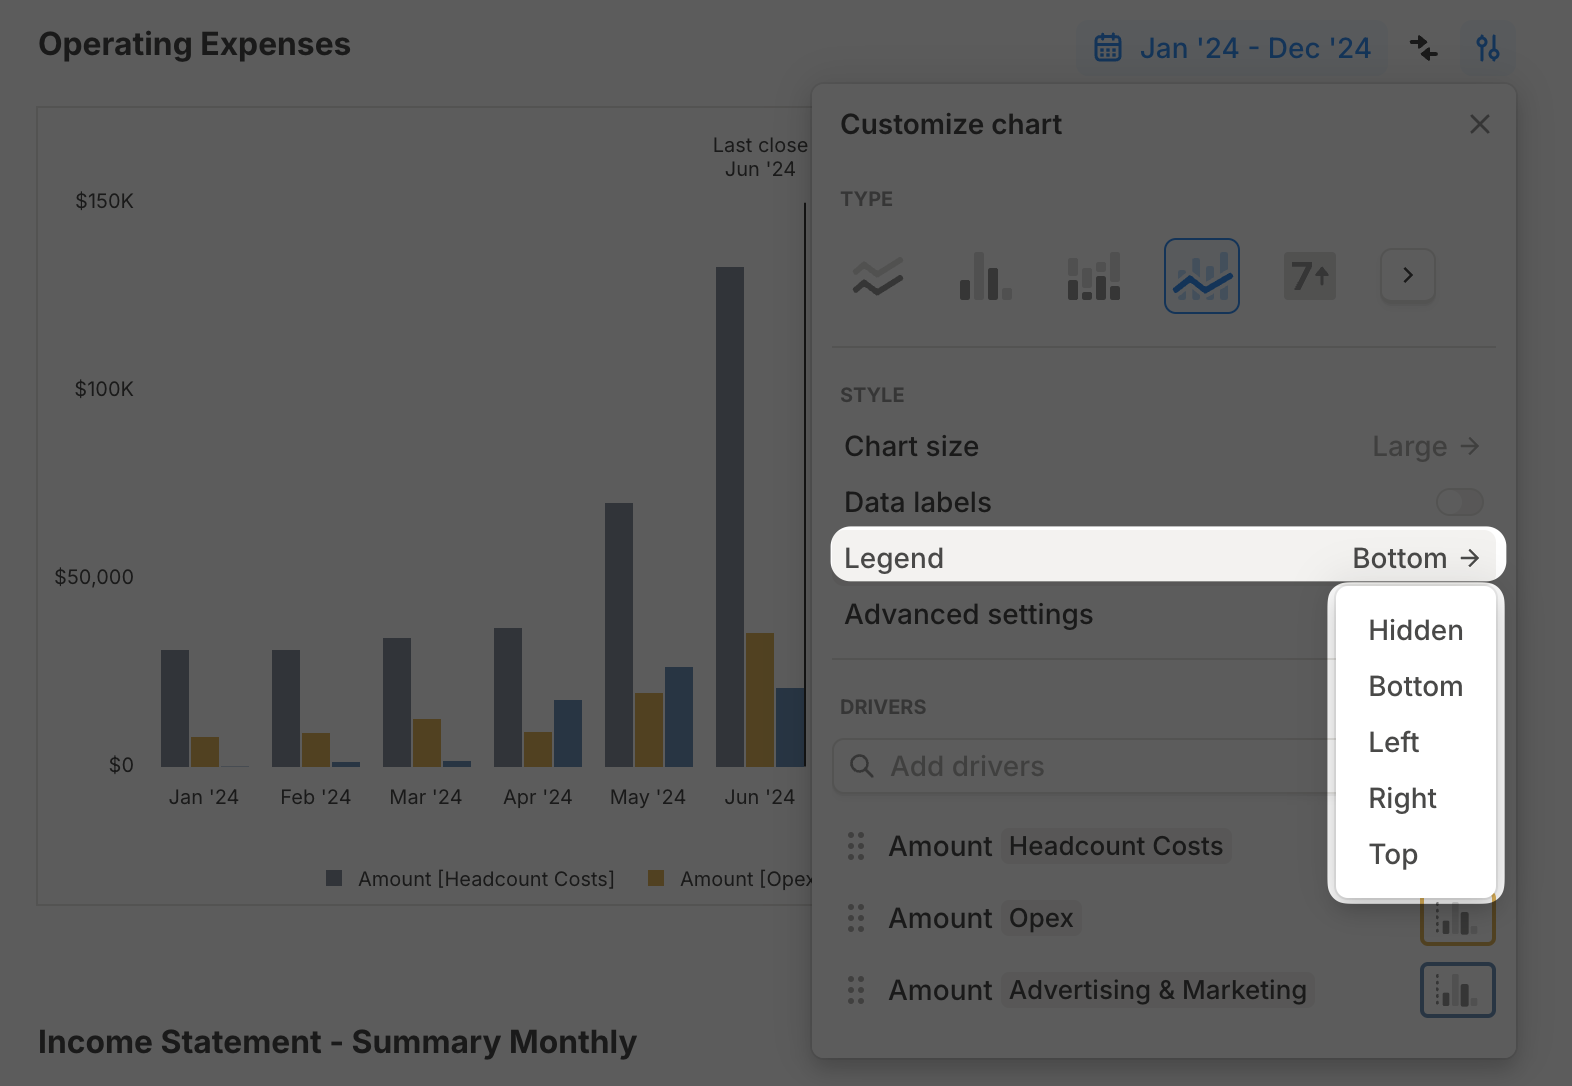 Operating Expenses
Jan '24 - Dec '24
Last close
Jun '24
$150K
$100K
$50,000
$0
Jan '24
Feb '24
Mar '24
Apr '24
May '24
Jun '24
Amount [Headcount Costs]
Amount [Opex
Income Statement - Summary Monthly
Customize chart
TYPE
7
STYLE
Chart size
Large
Data labels
Legend
Bottom
Advanced settings
Hidden
Bottom
Left
Right
Top
DRIVERS
Add drivers
Amount Headcount Costs
Amount Opex
Amount Advertising & Marketing